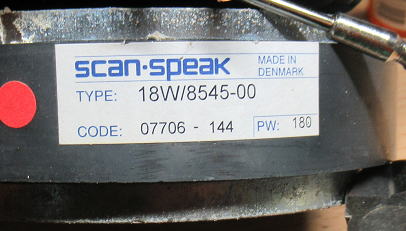 scan-speak
MADE IN
DENMARK
TYPE: 18W/8545-00
CODE: 07706 - 144 PW: 180